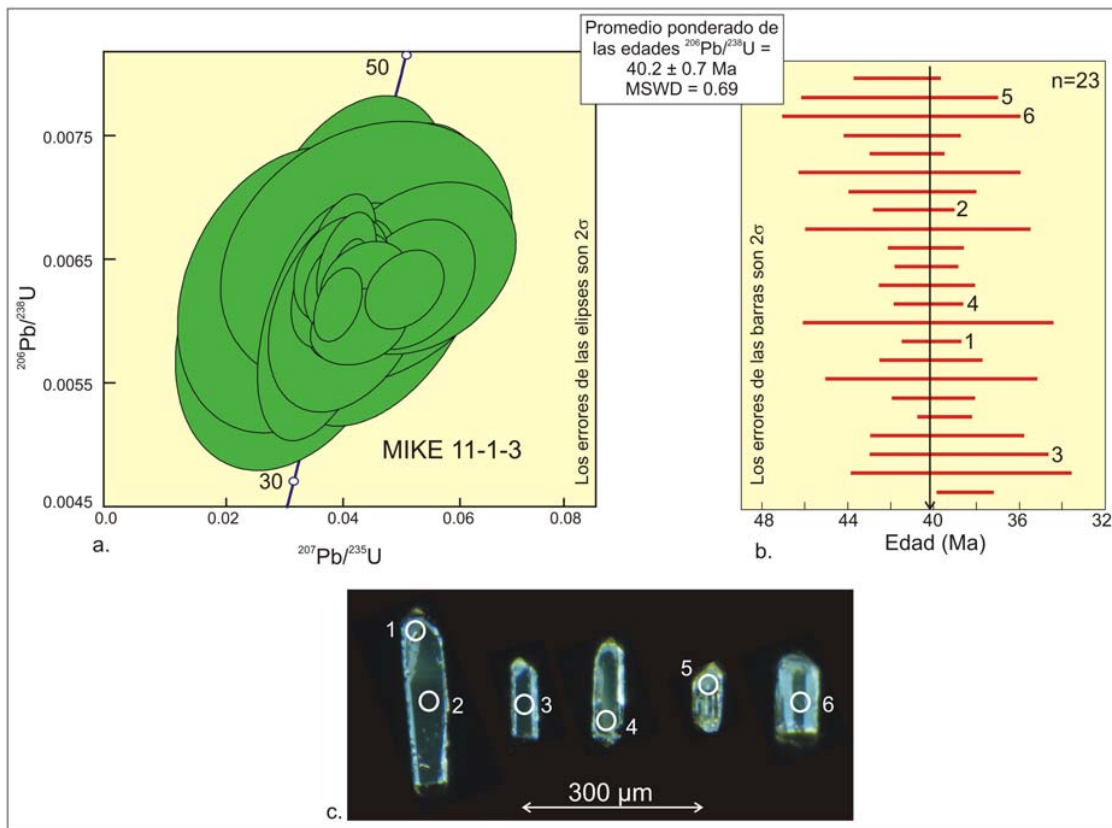 Promedio ponderado de
las edades ²⁰⁶Pb/²³⁸U =
40.2 ± 0.7 Ma
MSWD = 0.69
50
0.0075
0.0065
0.0055
0.0045
²⁰⁶Pb/²³⁸U
30
MIKE 11-1-3
Los errores de las elipses son 2σ
0.0
0.02
0.04
0.06
0.08
a.
²⁰⁷Pb/²³⁵U
n=23
5
6
2
4
1
3
Los errores de las barras son 2σ
48
44
40
36
32
b.
Edad (Ma)
1
2
3
4
5
6
300 µm
c.